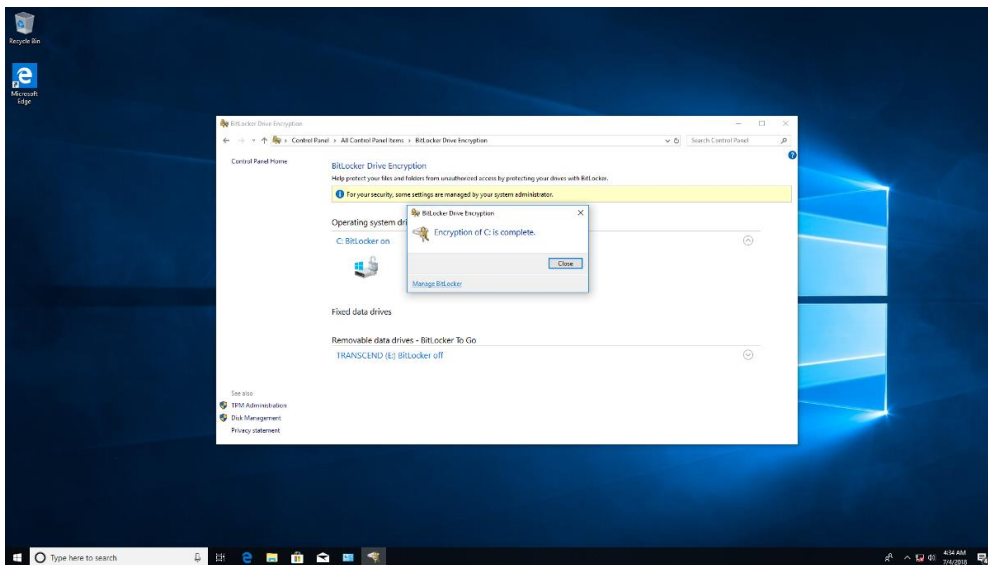 Recycle Bin
Microsoft
Edge
BitLocker Drive Encryption
Control Panel › All Control Panel Items › BitLocker Drive Encryption
Search Control Panel
Control Panel Home
BitLocker Drive Encryption
Help protect your files and folders from unauthorized access by protecting your drives with BitLocker.
For your security, some settings are managed by your system administrator.
Operating system dri
BitLocker Drive Encryption
Encryption of C: is complete.
C: BitLocker on
Close
Manage BitLocker
Fixed data drives
Removable data drives - BitLocker To Go
TRANSCEND (E:) BitLocker off
See also
TPM Administration
Disk Management
Privacy statement
Type here to search
4:34 AM
7/4/2018